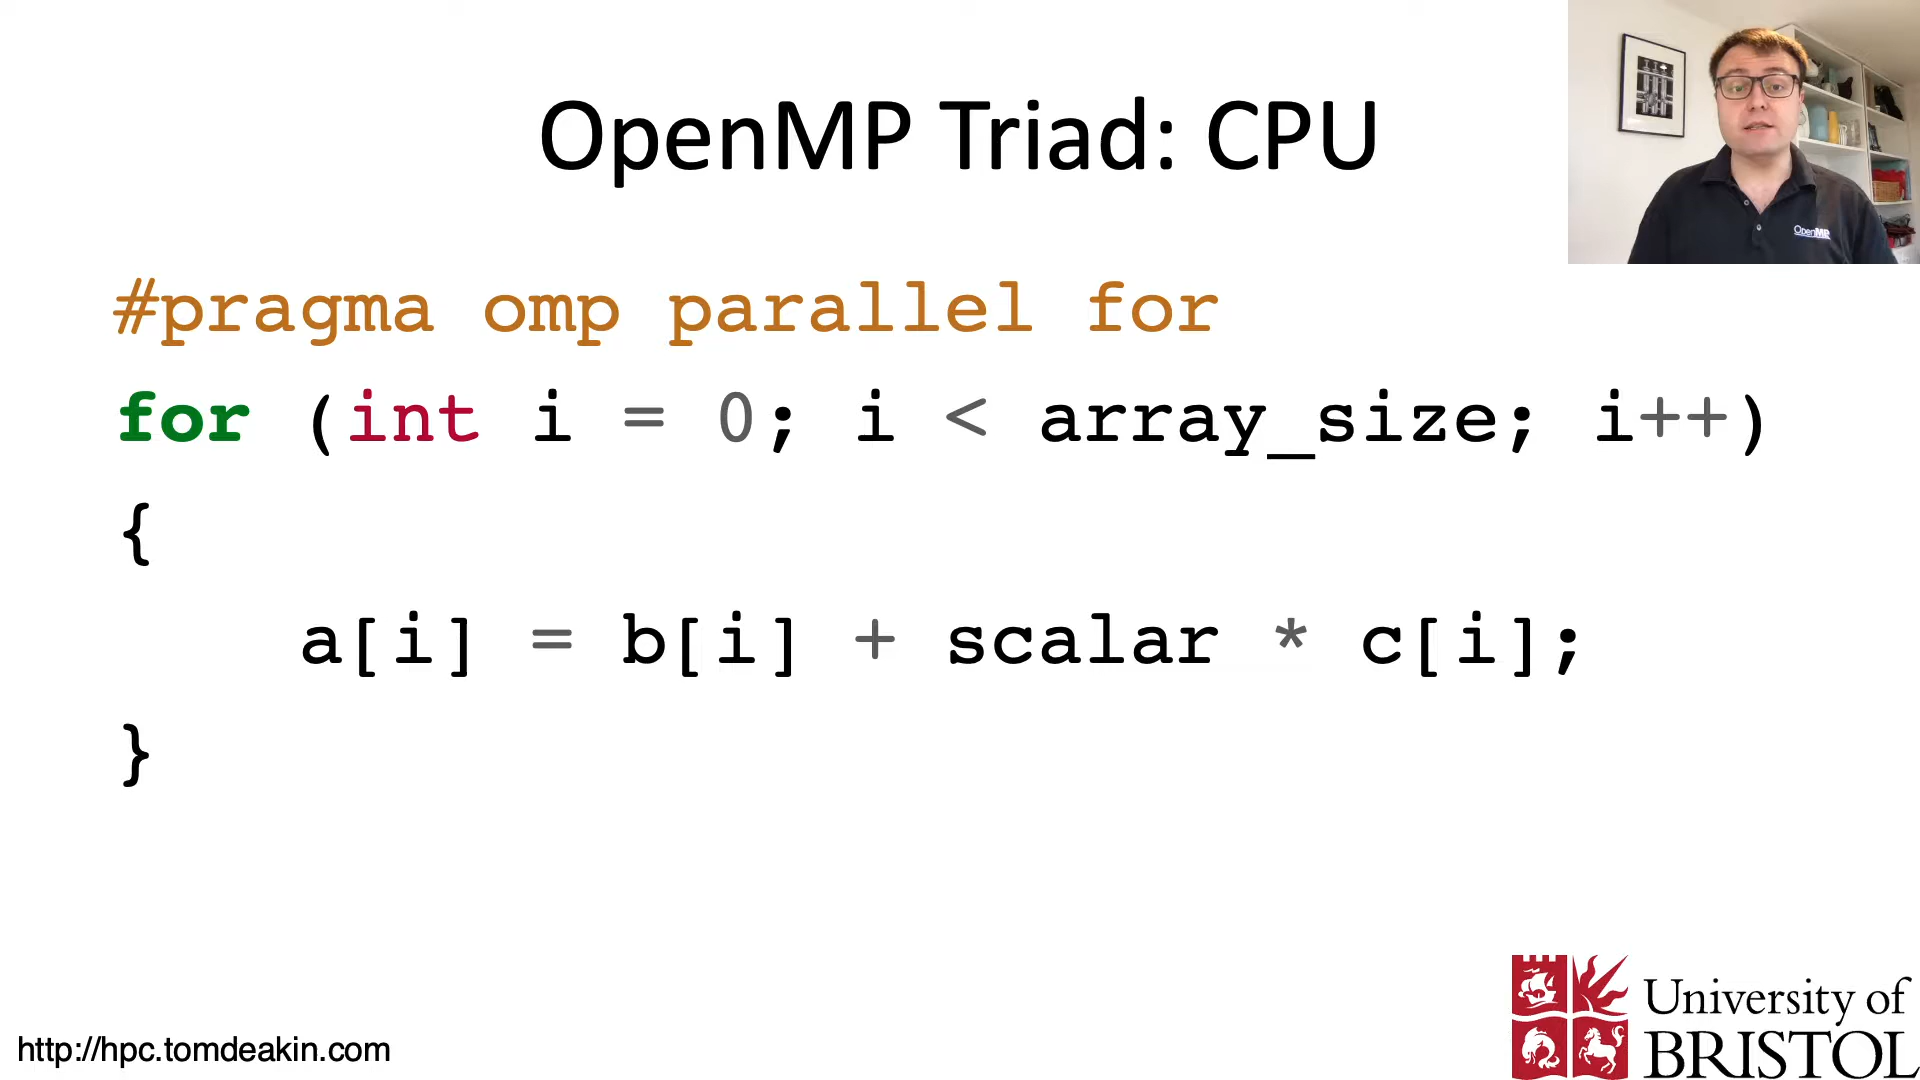 OpenMP Triad: CPU
OpenMP
#pragma omp parallel for
for (int i = 0; i < array_size; i++)
{
    a[i] = b[i] + scalar * c[i];
}
http://hpc.tomdeakin.com
University of
BRISTOL